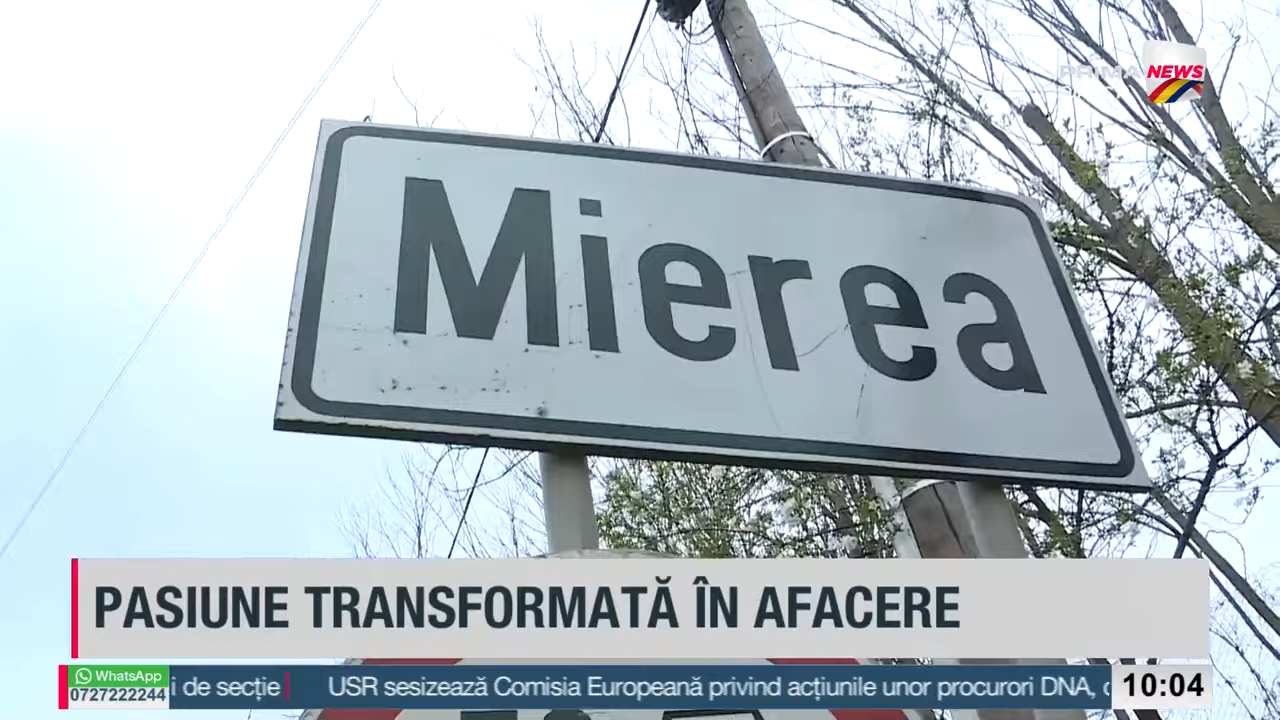 PRIMA NEWS
Mierea
PASIUNE TRANSFORMATĂ ÎN AFACERE
WhatsApp
0727222244
i de secție
USR sesizează Comisia Europeană privind acțiunile unor procurori DNA,
10:04